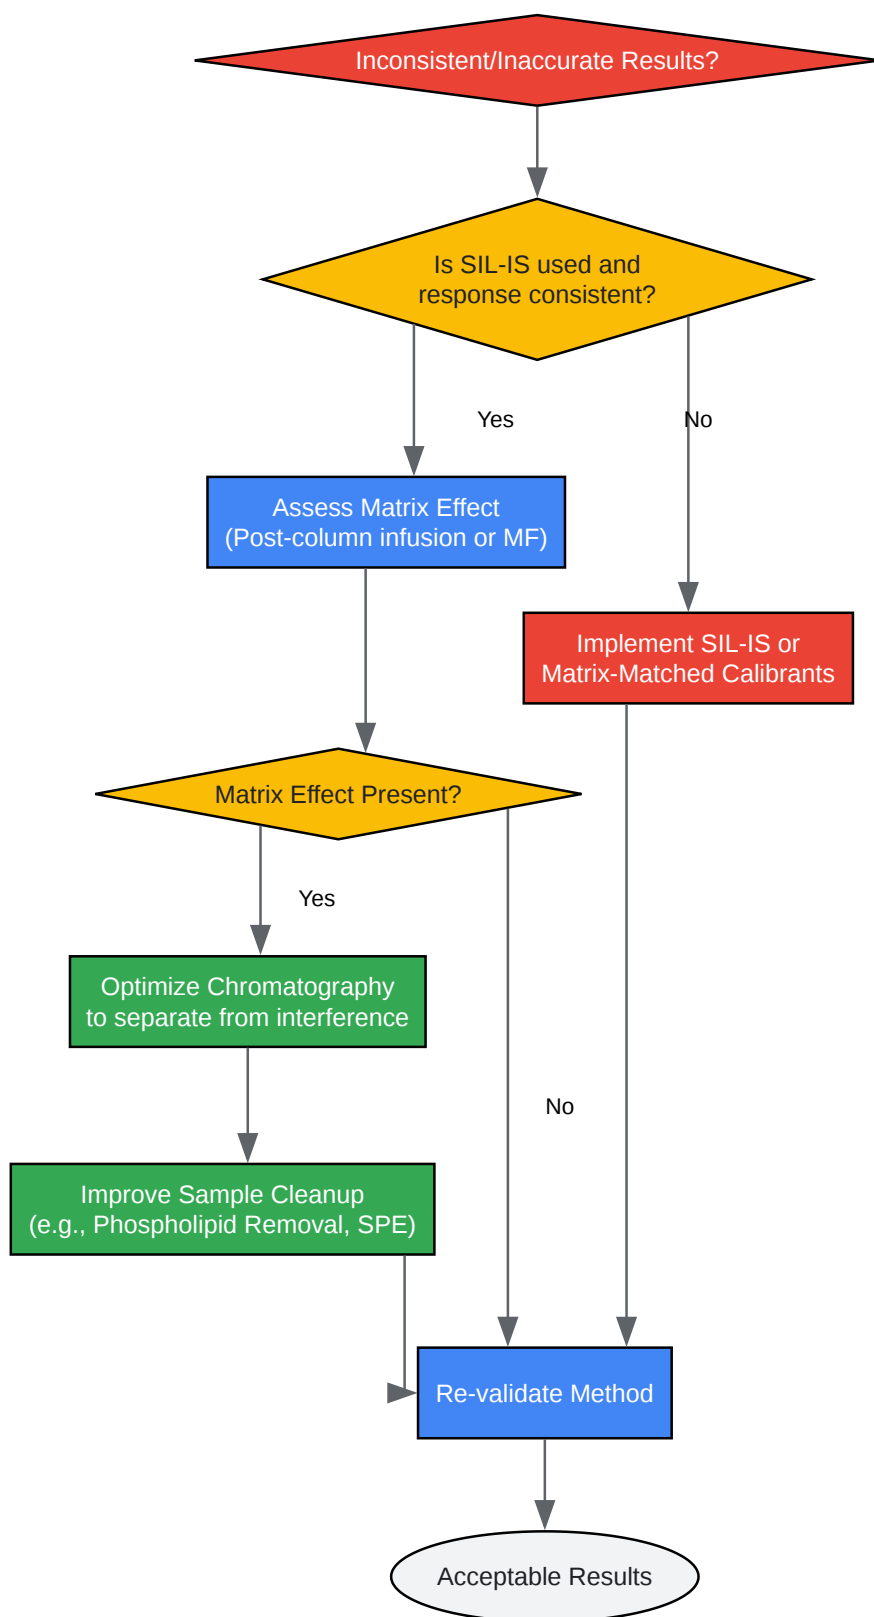 Inconsistent/Inaccurate Results?
Is SIL-IS used and
response consistent?
Yes
No
Assess Matrix Effect
(Post-column infusion or MF)
Implement SIL-IS or
Matrix-Matched Calibrants
Matrix Effect Present?
Yes
Optimize Chromatography
to separate from interference
No
Improve Sample Cleanup
(e.g., Phospholipid Removal, SPE)
Re-validate Method
Acceptable Results